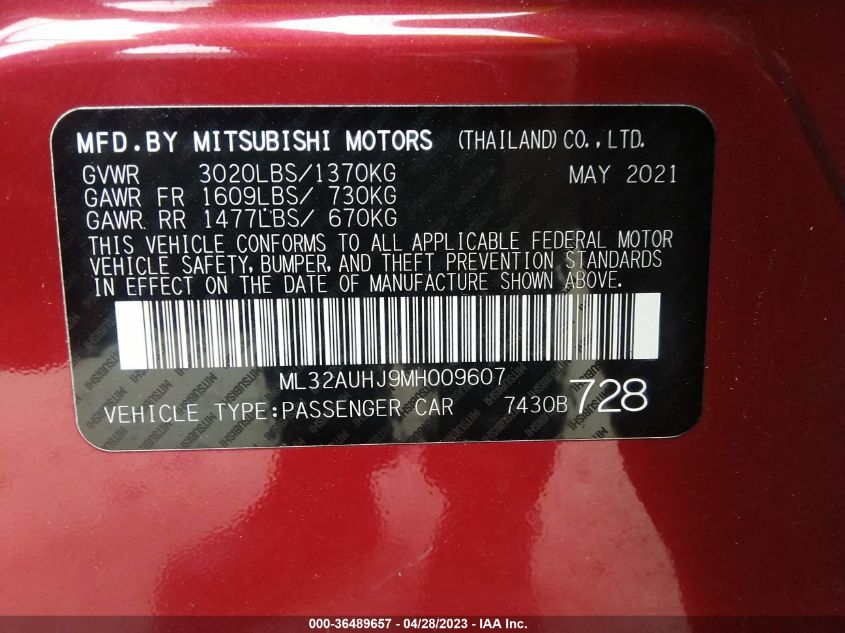 MFD.BY MITSUBISHI MOTORS (THAILAND) CO.,LTD.
GVWR 3020LBS/1370KG MAY 2021
GAWR FR 1609LBS/ 730KG
GAWR RR 1477LBS/ 670KG
THIS VEHICLE CONFORMS TO ALL APPLICABLE FEDERAL MOTOR
VEHICLE SAFETY, BUMPER, AND THEFT PREVENTION STANDARDS
IN EFFECT ON THE DATE OF MANUFACTURE SHOWN ABOVE.
ML32AUHJ9MH009607
VEHICLE TYPE:PASSENGER CAR 7430B 728
000-36489657 - 04/28/2023 - IAA Inc.